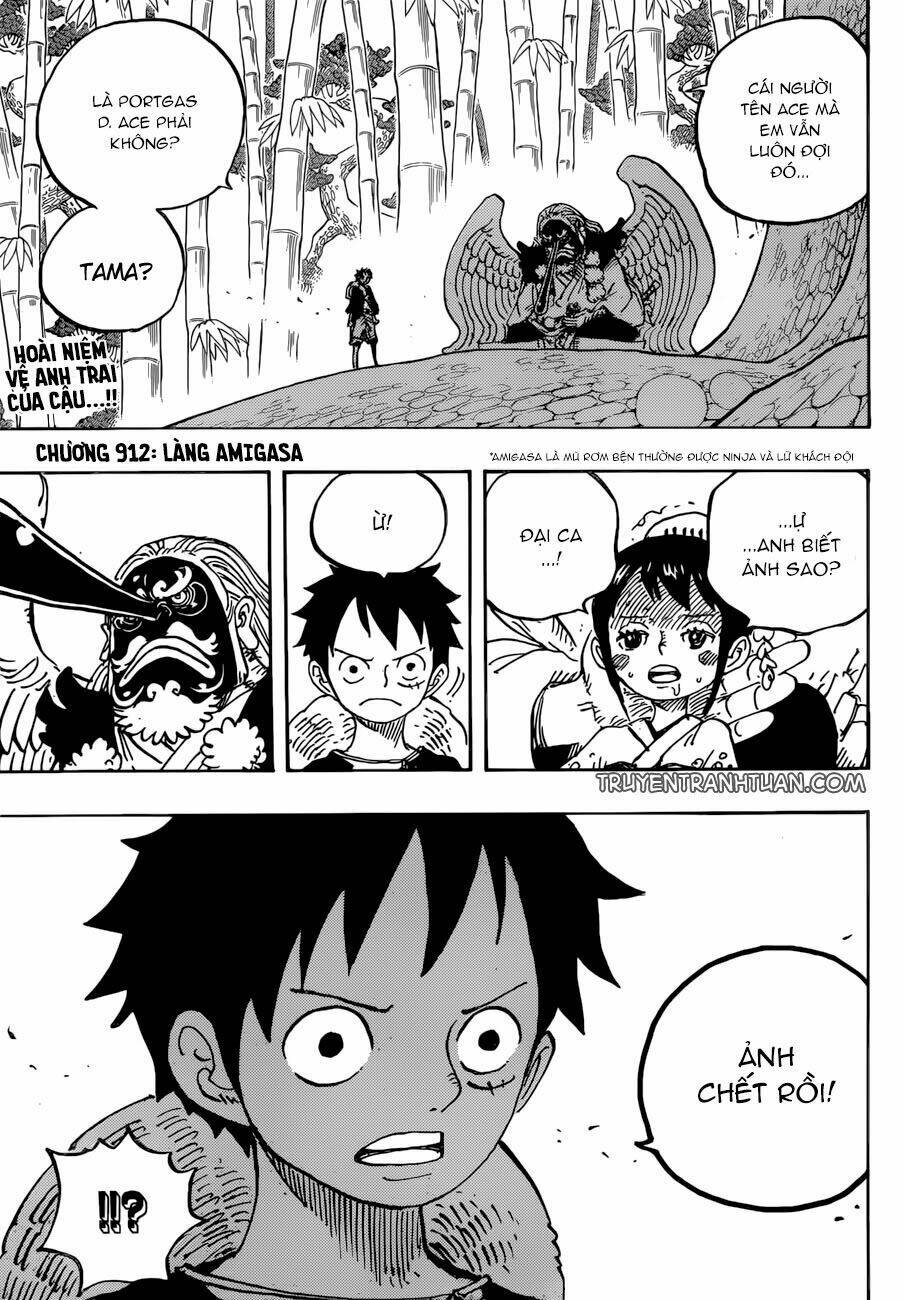 CÁI NGƯỜI
TÊN ACE MÀ
EM VẪN
LUÔN ĐỢI
ĐÓ...
LÀ PORTGAS
D. ACE PHẢI
KHÔNG?
TAMA?
HOÀI NIỆM
VỀ ANH TRAI
CỦA CẬU...!!
CHƯƠNG 912: LÀNG AMIGASA
*AMIGASA LÀ MŨ RƠM BỆN THƯỜNG ĐƯỢC NINJA VÀ LỮ KHÁCH ĐỘI
...Ự
...ANH BIẾT
ẢNH SAO?
ĐẠI CA
...!
Ừ!
TRUYENTRANHTUAN.COM
ẢNH
CHẾT RỒI!
!!?